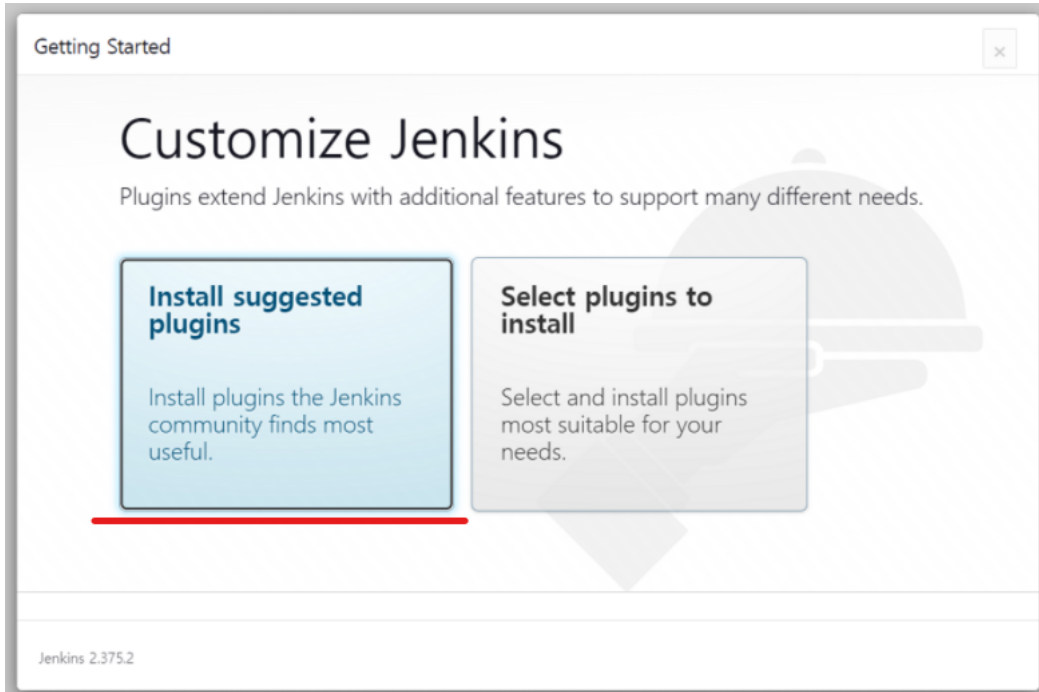 Getting Started
×
Customize Jenkins
Plugins extend Jenkins with additional features to support many different needs.
Install suggested
plugins
Install plugins the Jenkins
community finds most
useful.
Select plugins to
install
Select and install plugins
most suitable for your
needs.
Jenkins 2.375.2